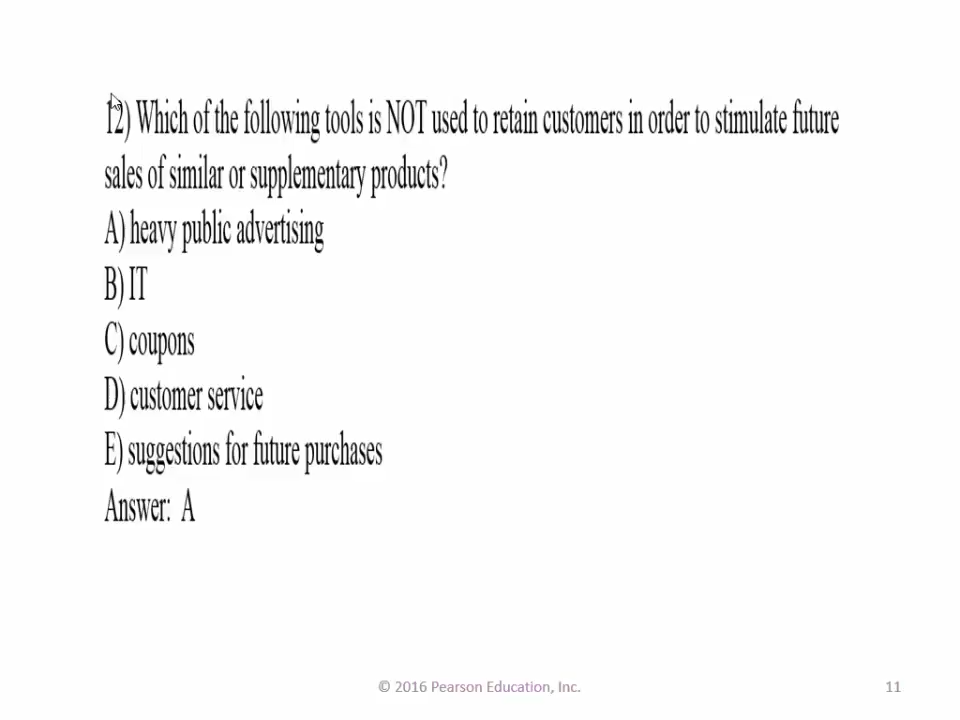 12) Which of the following tools is NOT used to retain customers in order to stimulate future
sales of similar or supplementary products?
A) heavy public advertising
B) IT
C) coupons
D) customer service
E) suggestions for future purchases
Answer: A
© 2016 Pearson Education, Inc.
11